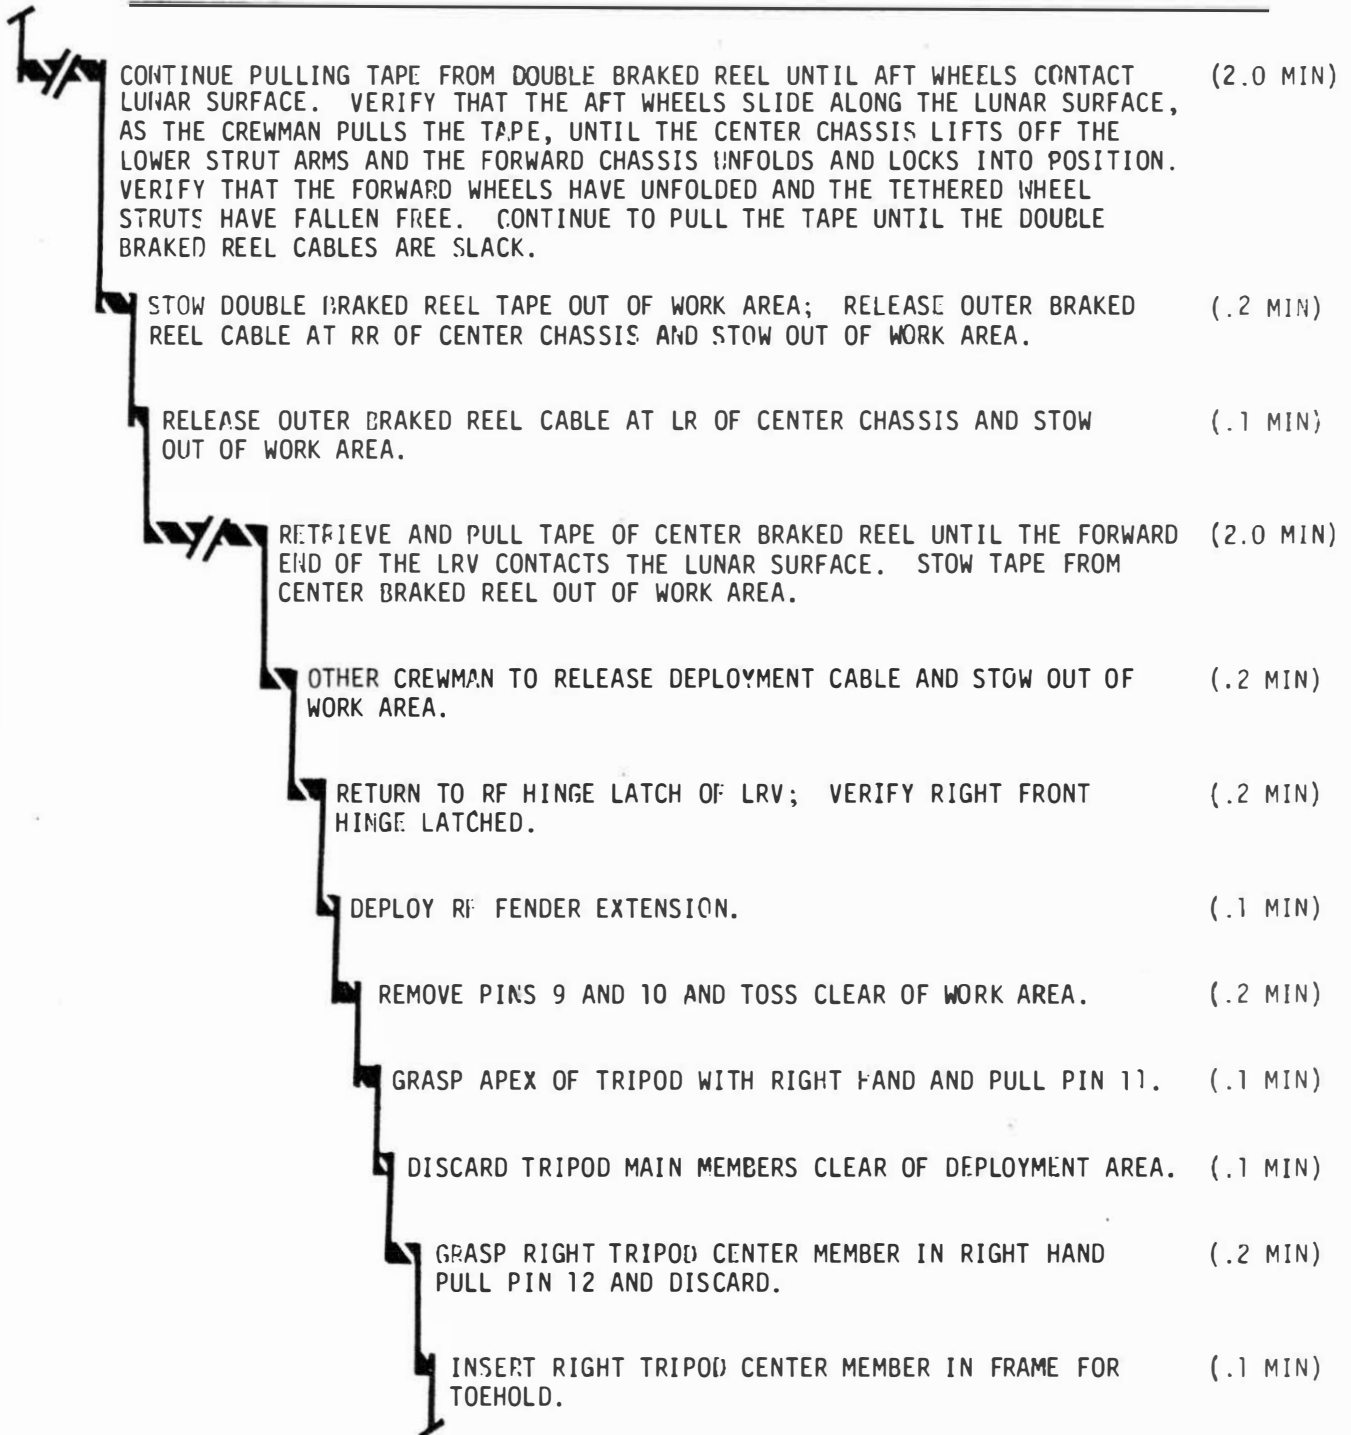 CONTINUE PULLING TAPE FROM DOUBLE BRAKED REEL UNTIL AFT WHEELS CONTACT (2.0 MIN)
LUNAR SURFACE. VERIFY THAT THE AFT WHEELS SLIDE ALONG THE LUNAR SURFACE,
AS THE CREWMAN PULLS THE TAPE, UNTIL THE CENTER CHASSIS LIFTS OFF THE
LOWER STRUT ARMS AND THE FORWARD CHASSIS UNFOLDS AND LOCKS INTO POSITION.
VERIFY THAT THE FORWARD WHEELS HAVE UNFOLDED AND THE TETHERED WHEEL
STRUTS HAVE FALLEN FREE. CONTINUE TO PULL THE TAPE UNTIL THE DOUBLE
BRAKED REEL CABLES ARE SLACK.
STOW DOUBLE BRAKED REEL TAPE OUT OF WORK AREA; RELEASE OUTER BRAKED (.2 MIN)
REEL CABLE AT RR OF CENTER CHASSIS AND STOW OUT OF WORK AREA.
RELEASE OUTER BRAKED REEL CABLE AT LR OF CENTER CHASSIS AND STOW (.1 MIN)
OUT OF WORK AREA.
RETRIEVE AND PULL TAPE OF CENTER BRAKED REEL UNTIL THE FORWARD (2.0 MIN)
END OF THE LRV CONTACTS THE LUNAR SURFACE. STOW TAPE FROM
CENTER BRAKED REEL OUT OF WORK AREA.
OTHER CREWMAN TO RELEASE DEPLOYMENT CABLE AND STOW OUT OF (.2 MIN)
WORK AREA.
RETURN TO RF HINGE LATCH OF LRV; VERIFY RIGHT FRONT (.2 MIN)
HINGE LATCHED.
DEPLOY RF FENDER EXTENSION. (.1 MIN)
REMOVE PINS 9 AND 10 AND TOSS CLEAR OF WORK AREA. (.2 MIN)
GRASP APEX OF TRIPOD WITH RIGHT HAND AND PULL PIN 11. (.1 MIN)
DISCARD TRIPOD MAIN MEMBERS CLEAR OF DEPLOYMENT AREA. (.1 MIN)
GRASP RIGHT TRIPOD CENTER MEMBER IN RIGHT HAND (.2 MIN)
PULL PIN 12 AND DISCARD.
INSERT RIGHT TRIPOD CENTER MEMBER IN FRAME FOR (.1 MIN)
TOEHOLD.